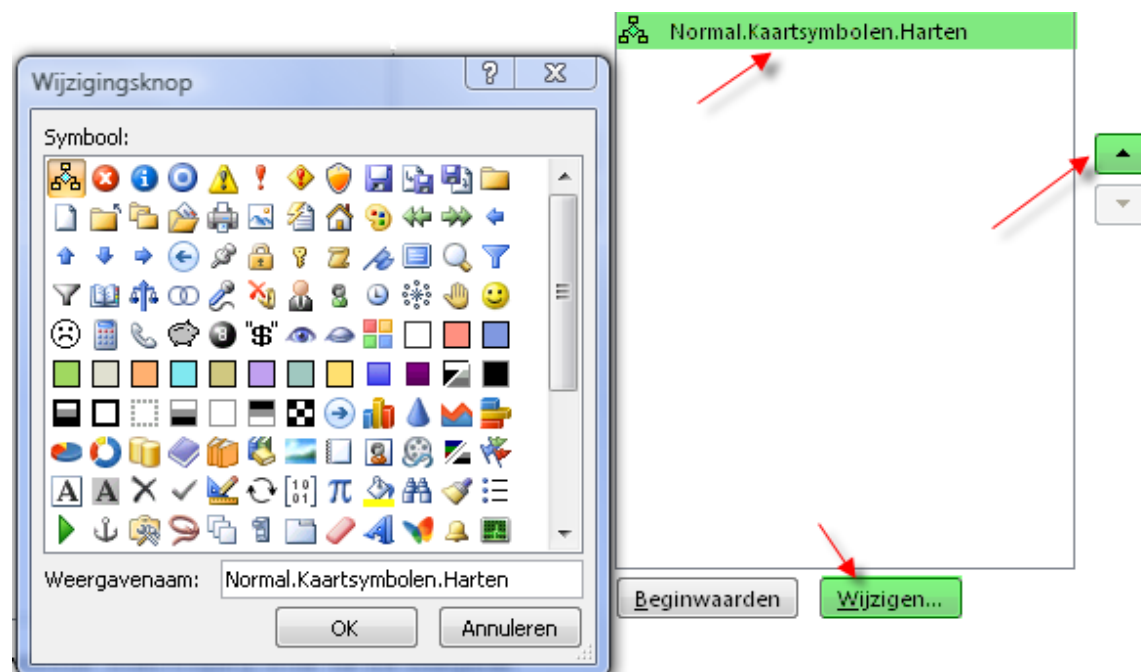 Normal.Kaartsymbolen.Harten
Wijzigingsknop
Symbool:
Weergavenaam: Normal.Kaartsymbolen.Harten
OK Annuleren
Beginwaarden Wijzigen...